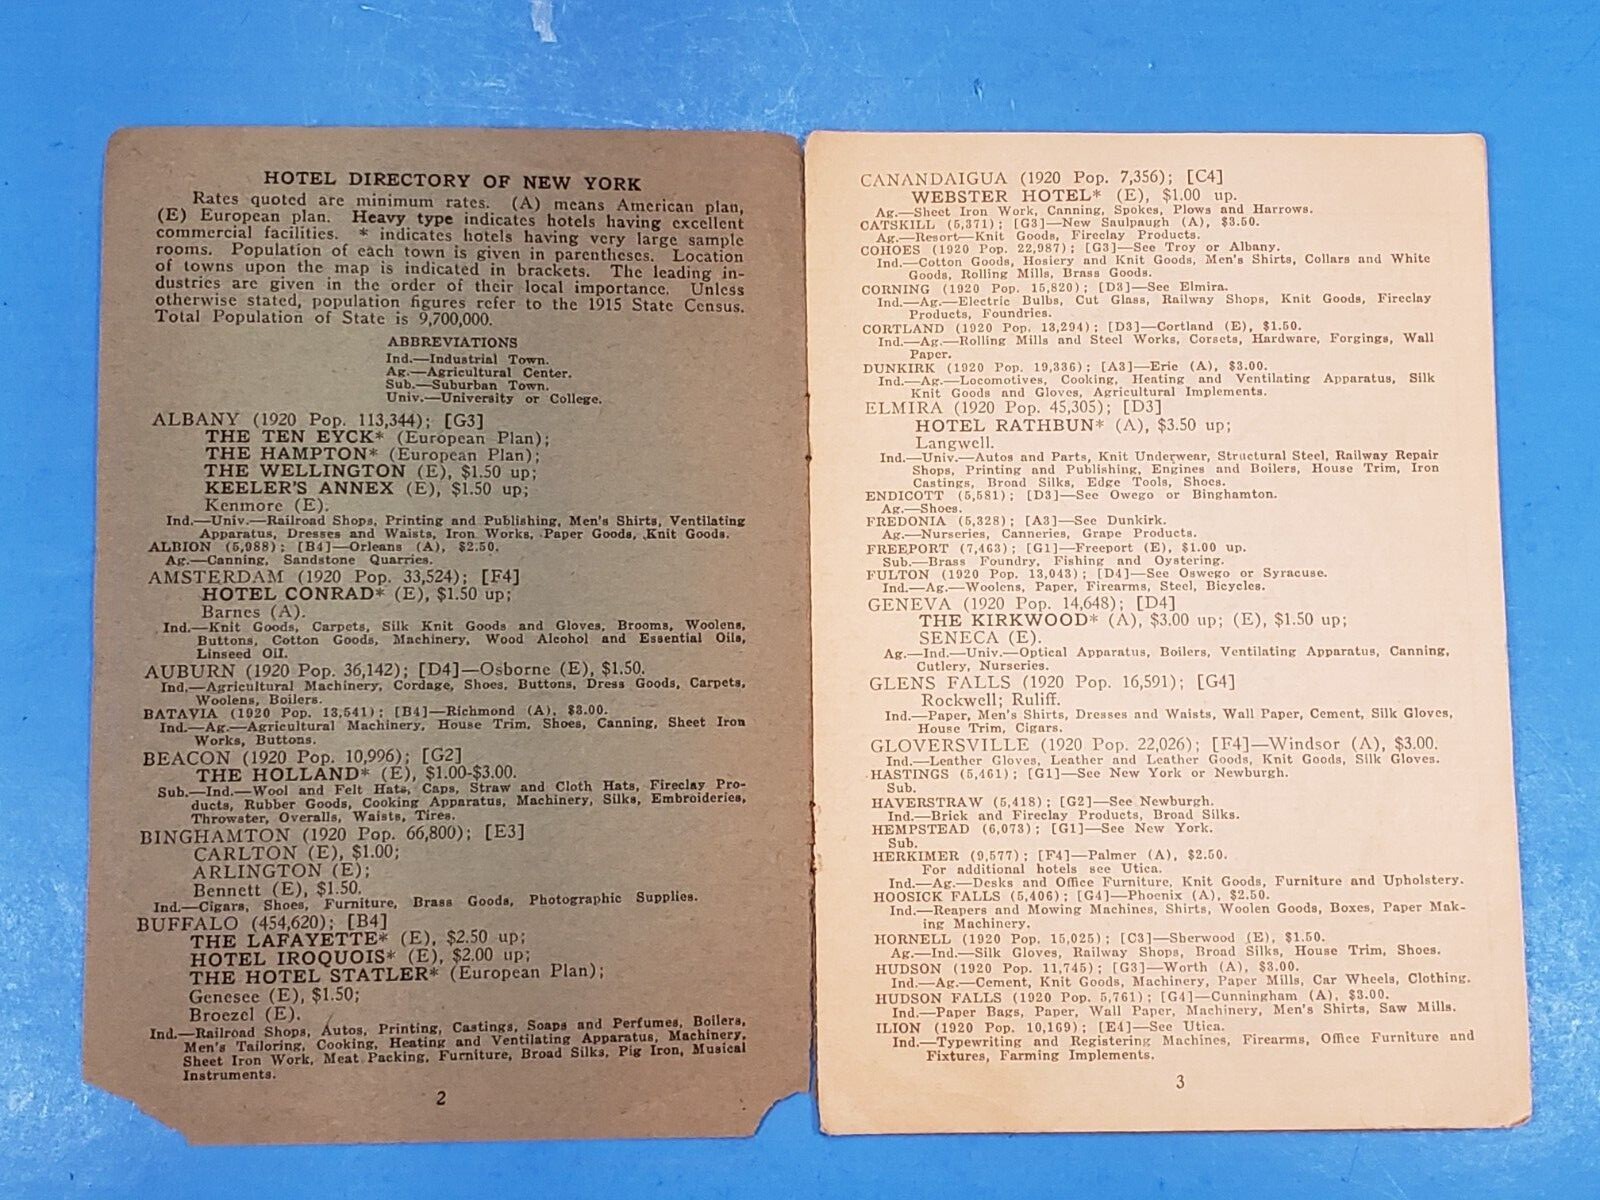 HOTEL DIRECTORY OF NEW YORK
Rates quoted are minimum rates. (A) means American plan,
(E) European plan. Heavy type indicates hotels having excellent
commercial facilities. * indicates hotels having very large sample
rooms. Population of each town is given in parentheses. Location
of towns upon the map is indicated in brackets. The leading in-
dustries are given in the order of their local importance. Unless
otherwise stated, population figures refer to the 1915 State Census.
Total Population of State is 9,700,000.
ABBREVIATIONS
Ind.—Industrial Town.
Ag.—Agricultural Center.
Sub.—Suburban Town.
Univ.—University or College.
ALBANY (1920 Pop. 113,344); [G3]
THE TEN EYCK* (European Plan);
THE HAMPTON* (European Plan);
THE WELLINGTON (E), $1.50 up;
KEELER'S ANNEX (E), $1.50 up;
Kenmore (E).
Ind.—Univ.—Railroad Shops, Printing and Publishing, Men's Shirts, Ventilating
Apparatus, Dresses and Waists, Iron Works, Paper Goods, Knit Goods.
ALBION (5,988); [B4]—Orleans (A), $2.50.
Ag.—Canning, Sandstone Quarries.
AMSTERDAM (1920 Pop. 33,524); [F4]
HOTEL CONRAD* (E), $1.50 up;
Barnes (A).
Ind.—Knit Goods, Carpets, Silk Knit Goods and Gloves, Brooms, Woolens,
Buttons, Cotton Goods, Machinery, Wood Alcohol and Essential Oils,
Linseed Oil.
AUBURN (1920 Pop. 36,142); [D4]—Osborne (E), $1.50.
Ind.—Agricultural Machinery, Cordage, Shoes, Buttons, Dress Goods, Carpets,
Woolens, Boilers.
BATAVIA (1920 Pop. 13,541); [B4]—Richmond (A), $3.00.
Ind.—Ag.—Agricultural Machinery, House Trim, Shoes, Canning, Sheet Iron
Works, Buttons.
BEACON (1920 Pop. 10,996); [G2]
THE HOLLAND* (E), $1.00-$3.00.
Sub.—Ind.—Wool and Felt Hats, Caps, Straw and Cloth Hats, Fireclay Pro-
ducts, Rubber Goods, Cooking Apparatus, Machinery, Silks, Embroideries,
Throwster, Overalls, Waists, Tires.
BINGHAMTON (1920 Pop. 66,800); [E3]
CARLTON (E), $1.00;
ARLINGTON (E);
Bennett (E), $1.50.
Ind.—Cigars, Shoes, Furniture, Brass Goods, Photographic Supplies.
BUFFALO (454,620); [B4]
THE LAFAYETTE* (E), $2.50 up;
HOTEL IROQUOIS* (E), $2.00 up;
THE HOTEL STATLER* (European Plan);
Genesee (E), $1.50;
Broezel (E).
Ind.—Railroad Shops, Autos, Printing, Castings, Soaps and Perfumes, Boilers,
Men's Tailoring, Cooking, Heating and Ventilating Apparatus, Machinery,
Sheet Iron Work, Meat Packing, Furniture, Broad Silks, Pig Iron, Musical
Instruments.
2
CANANDAIGUA (1920 Pop. 7,356); [C4]
WEBSTER HOTEL* (E), $1.00 up.
Ag.—Sheet Iron Work, Canning, Spokes, Plows and Harrows.
CATSKILL (5,371); [G3]—New Saulpaugh (A), $3.50.
Ag.—Resort—Knit Goods, Fireclay Products.
COHOES (1920 Pop. 22,987); [G3]—See Troy or Albany.
Ind.—Cotton Goods, Hosiery and Knit Goods, Men's Shirts, Collars and White
Goods, Rolling Mills, Brass Goods.
CORNING (1920 Pop. 15,820); [D3]—See Elmira.
Ind.—Ag.—Electric Bulbs, Cut Glass, Railway Shops, Knit Goods, Fireclay
Products, Foundries.
CORTLAND (1920 Pop. 13,294); [D3]—Cortland (E), $1.50.
Ind.—Ag.—Rolling Mills and Steel Works, Corsets, Hardware, Forgings, Wall
Paper.
DUNKIRK (1920 Pop. 19,336); [A3]—Erie (A), $3.00.
Ind.—Ag.—Locomotives, Cooking, Heating and Ventilating Apparatus, Silk
Knit Goods and Gloves, Agricultural Implements.
ELMIRA (1920 Pop. 45,305); [D3]
HOTEL RATHBUN* (A), $3.50 up;
Langwell.
Ind.—Univ.—Autos and Parts, Knit Underwear, Structural Steel, Railway Repair
Shops, Printing and Publishing, Engines and Boilers, House Trim, Iron
Castings, Broad Silks, Edge Tools, Shoes.
ENDICOTT (5,581); [D3]—See Owego or Binghamton.
Ag.—Shoes.
FREDONIA (5,328); [A3]—See Dunkirk.
Ag.—Nurseries, Canneries, Grape Products.
FREEPORT (7,463); [G1]—Freeport (E), $1.00 up.
Sub.—Brass Foundry, Fishing and Oystering.
FULTON (1920 Pop. 13,043); [D4]—See Oswego or Syracuse.
Ind.—Ag.—Woolens, Paper, Firearms, Steel, Bicycles.
GENEVA (1920 Pop. 14,648); [D4]
THE KIRKWOOD* (A), $3.00 up; (E), $1.50 up;
SENECA (E).
Ag.—Ind.—Univ.—Optical Apparatus, Boilers, Ventilating Apparatus, Canning,
Cutlery, Nurseries.
GLENS FALLS (1920 Pop. 16,591); [G4]
Rockwell; Ruliff.
Ind.—Paper, Men's Shirts, Dresses and Waists, Wall Paper, Cement, Silk Gloves,
House Trim, Cigars.
GLOVERSVILLE (1920 Pop. 22,026); [F4]—Windsor (A), $3.00.
Ind.—Leather Gloves, Leather and Leather Goods, Knit Goods, Silk Gloves.
HASTINGS (5,461); [G1]—See New York or Newburgh.
Sub.
HAVERSTRAW (5,418); [G2]—See Newburgh.
Ind.—Brick and Fireclay Products, Broad Silks.
HEMPSTEAD (6,073); [G1]—See New York.
Sub.
HERKIMER (9,577); [F4]—Palmer (A), $2.50.
For additional hotels see Utica.
Ind.—Ag.—Desks and Office Furniture, Knit Goods, Furniture and Upholstery.
HOOSICK FALLS (5,406); [G4]—Phoenix (A), $2.50.
Ind.—Reapers and Mowing Machines, Shirts, Woolen Goods, Boxes, Paper Mak-
ing Machinery.
HORNELL (1920 Pop. 15,025); [C3]—Sherwood (E), $1.50.
Ag.—Ind.—Silk Gloves, Railway Shops, Broad Silks, House Trim, Shoes.
HUDSON (1920 Pop. 11,745); [G3]—Worth (A), $3.00.
Ind.—Ag.—Cement, Knit Goods, Machinery, Paper Mills, Car Wheels, Clothing.
HUDSON FALLS (1920 Pop. 5,761); [G4]—Cunningham (A), $3.00.
Ind.—Paper Bags, Paper, Wall Paper, Machinery, Men's Shirts, Saw Mills.
ILION (1920 Pop. 10,169); [E4]—See Utica.
Ind.—Typewriting and Registering Machines, Firearms, Office Furniture and
Fixtures, Farming Implements.
3